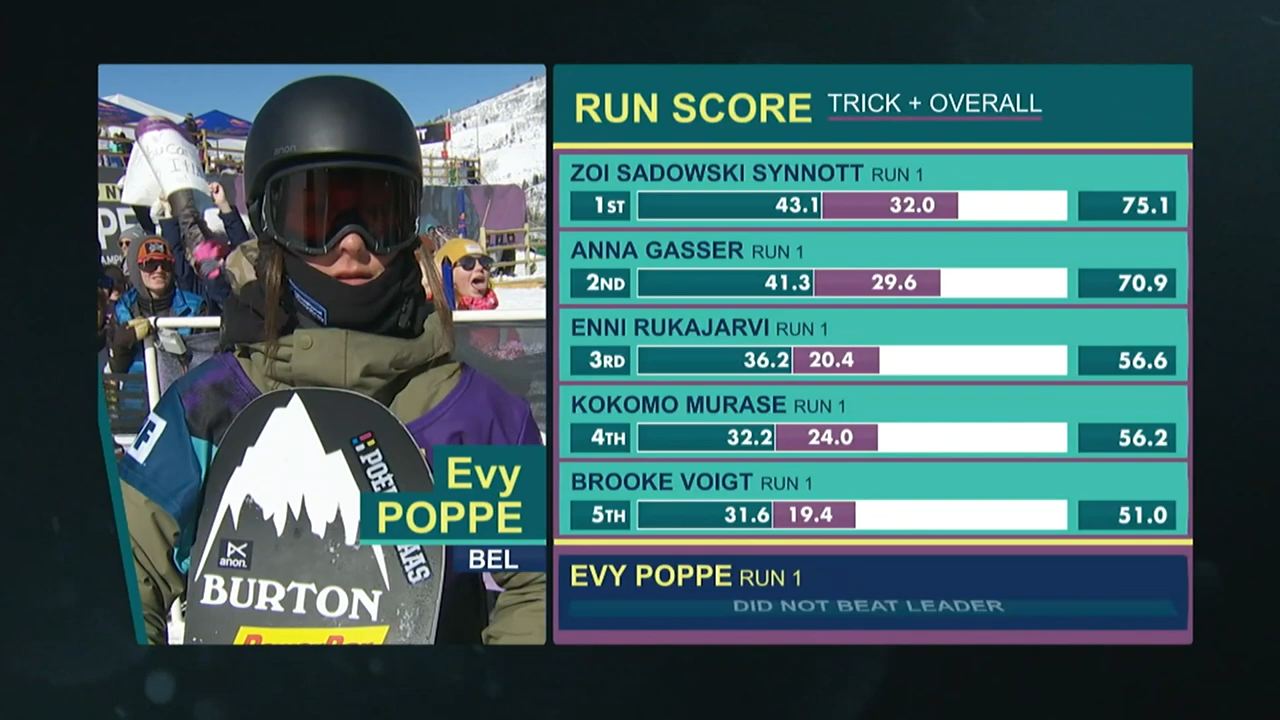 RUN SCORE TRICK + OVERALL
ZOI SADOWSKI SYNNOTT RUN 1
1ST 43.1 32.0 75.1
ANNA GASSER RUN 1
2ND 41.3 29.6 70.9
ENNI RUKAJARVI RUN 1
3RD 36.2 20.4 56.6
KOKOMO MURASE RUN 1
4TH 32.2 24.0 56.2
BROOKE VOIGT RUN 1
5TH 31.6 19.4 51.0
EVY POPPE RUN 1
DID NOT BEAT LEADER
anon
Evy
POPPE
BEL
anon.
BURTON